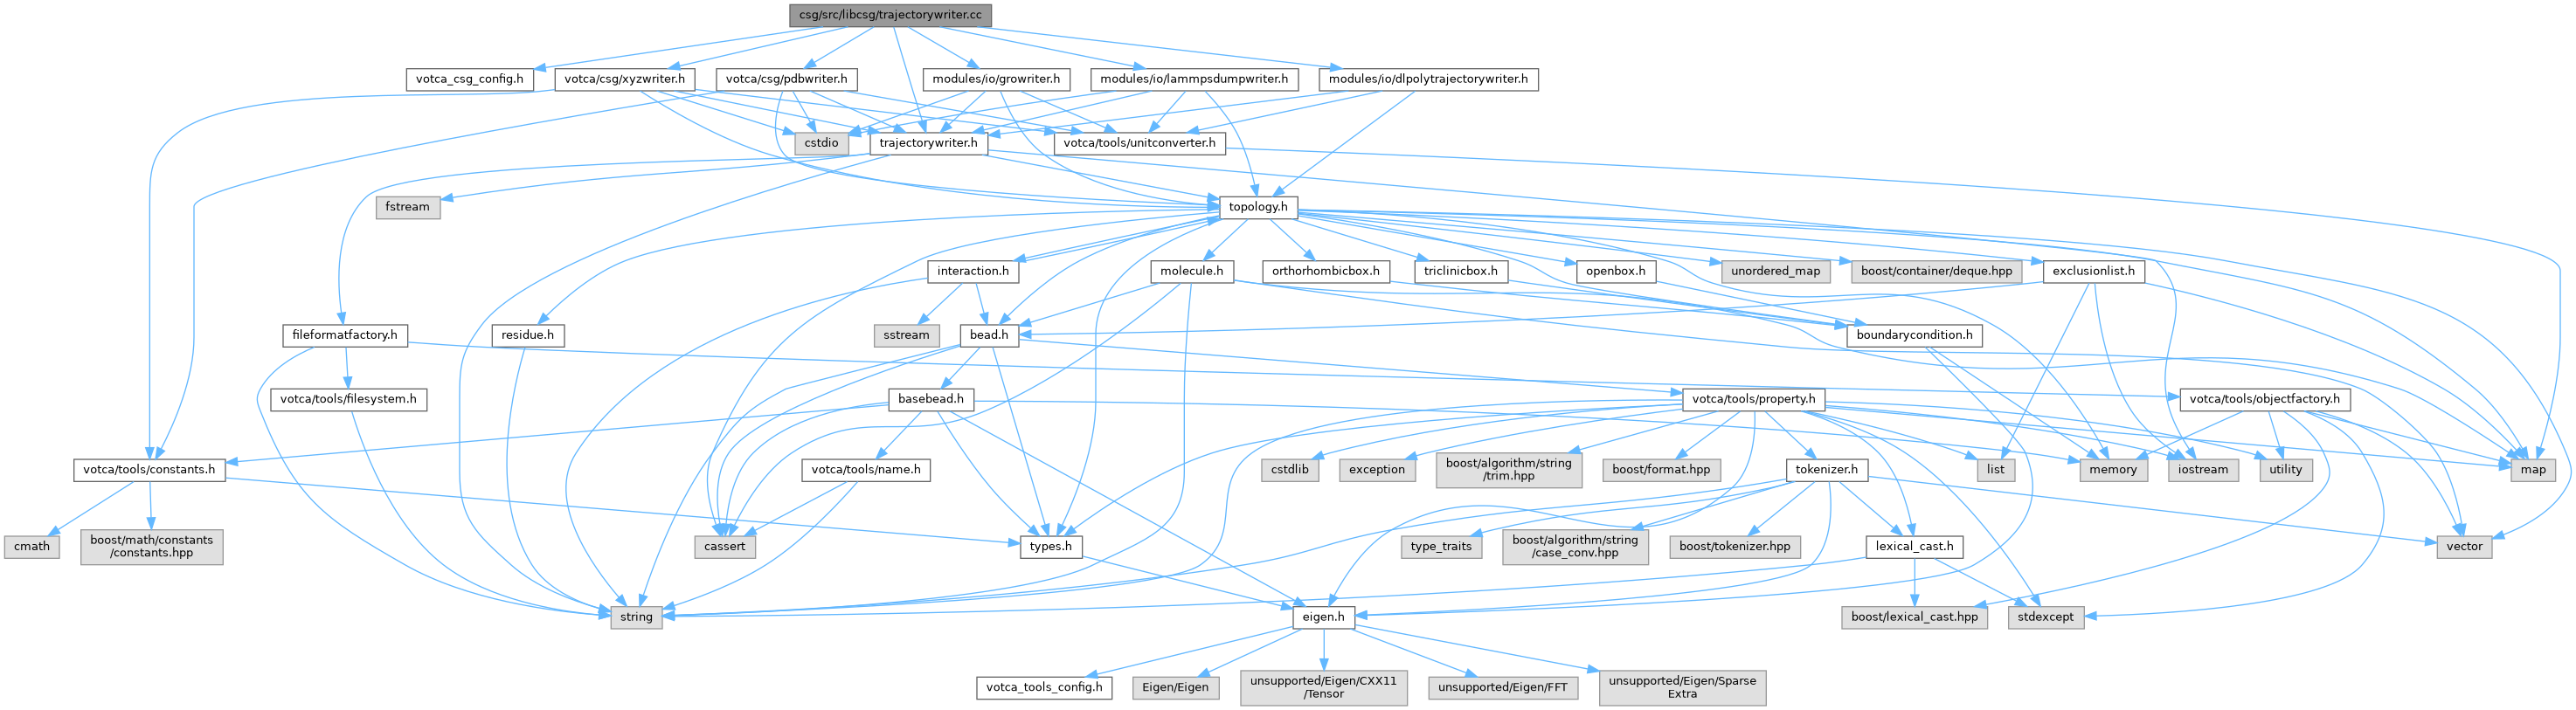 csg/src/libcsg/trajectorywriter.cc
votca_csg_config.h
votca/csg/xyzwriter.h
votca/csg/pdbwriter.h
modules/io/growriter.h
modules/io/lammpsdumpwriter.h
modules/io/dlpolytrajectorywriter.h
cstdio
trajectorywriter.h
votca/tools/unitconverter.h
fstream
topology.h
interaction.h
molecule.h
orthorhombicbox.h
triclinicbox.h
openbox.h
unordered_map
boost/container/deque.hpp
exclusionlist.h
fileformatfactory.h
residue.h
sstream
bead.h
boundarycondition.h
votca/tools/filesystem.h
basebead.h
votca/tools/property.h
votca/tools/objectfactory.h
votca/tools/constants.h
votca/tools/name.h
cstdlib
exception
boost/algorithm/string
/trim.hpp
boost/format.hpp
tokenizer.h
list
memory
iostream
utility
map
cmath
boost/math/constants
/constants.hpp
cassert
types.h
type_traits
boost/algorithm/string
/case_conv.hpp
boost/tokenizer.hpp
lexical_cast.h
vector
string
eigen.h
boost/lexical_cast.hpp
stdexcept
votca_tools_config.h
Eigen/Eigen
unsupported/Eigen/CXX11
/Tensor
unsupported/Eigen/FFT
unsupported/Eigen/Sparse
Extra